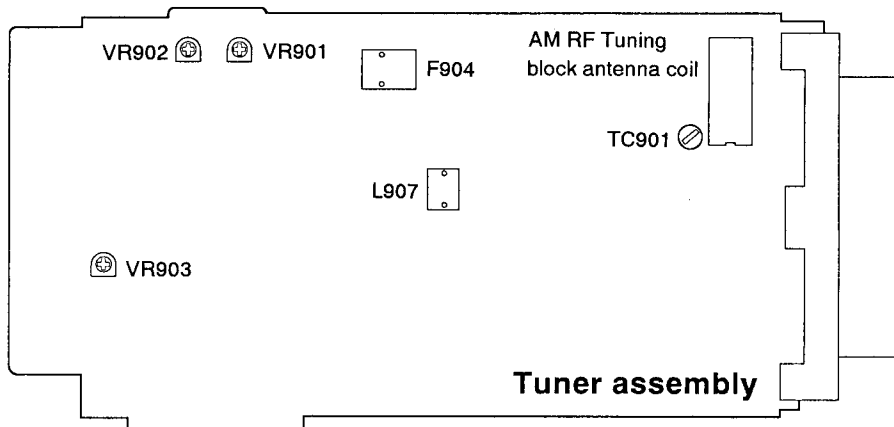 VR902
VR901
F904
AM RF Tuning
block antenna coil
TC901
L907
VR903
Tuner assembly